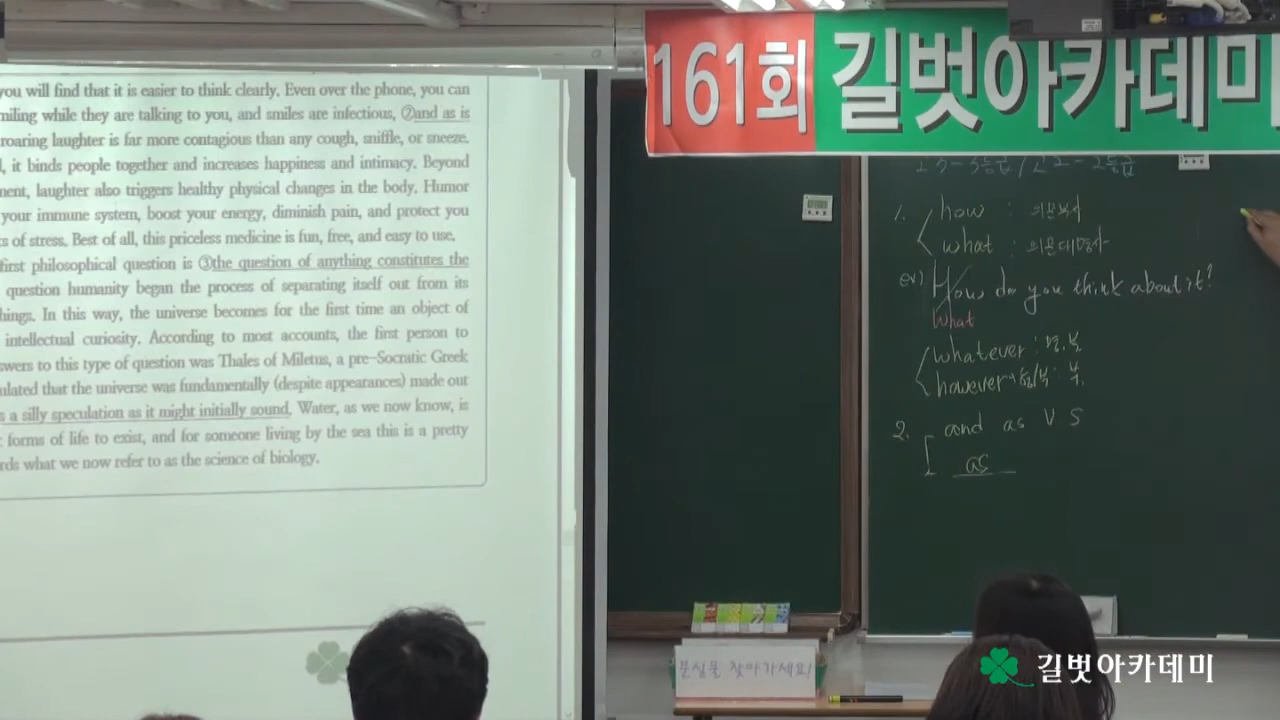 161회 길벗아카데미
you will find that it is easier to think clearly. Even over the phone, you can
miling while they are talking to you, and smiles are infectious, ②and as is
roaring laughter is far more contagious than any cough, sniffle, or sneeze.
, it binds people together and increases happiness and intimacy. Beyond
ment, laughter also triggers healthy physical changes in the body. Humor
your immune system, boost your energy, diminish pain, and protect you
s of stress. Best of all, this priceless medicine is fun, free, and easy to use.
first philosophical question is ③the question of anything constitutes the
question humanity began the process of separating itself out from its
hings. In this way, the universe becomes for the first time an object of
intellectual curiosity. According to most accounts, the first person to
swers to this type of question was Thales of Miletus, a pre-Socratic Greek
ulated that the universe was fundamentally (despite appearances) made out
s a silly speculation as it might initially sound. Water, as we now know, is
forms of life to exist, and for someone living by the sea this is a pretty
rds what we now refer to as the science of biology.
고3-3등급/고2-2등급
1. how : 의문부사
what : 의문대명사
ex) How do you think about it?
What
whatever : 명.부
however+형/부 : 부.
2. and as V S
as
분실물 찾아가세요!
길벗아카데미